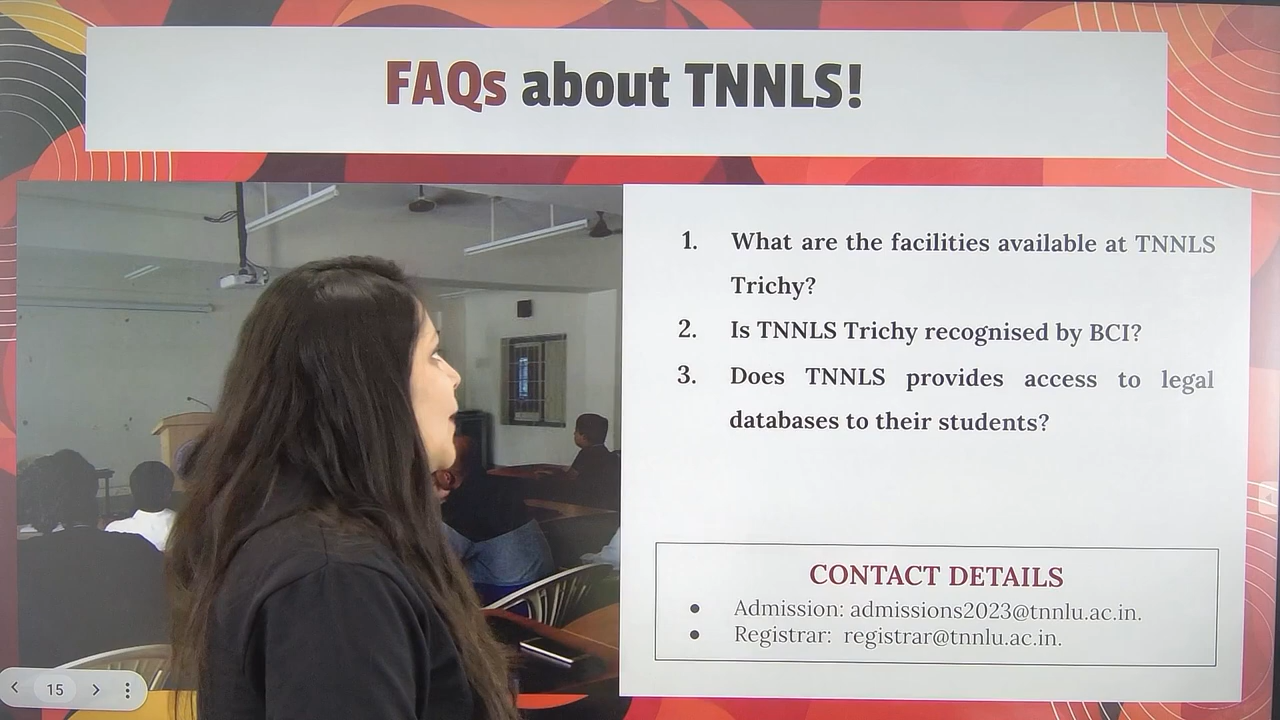 FAQs about TNNLS!
1. What are the facilities available at TNNLS
Trichy?
2. Is TNNLS Trichy recognised by BCI?
3. Does TNNLS provides access to legal
databases to their students?
CONTACT DETAILS
• Admission: admissions2023@tnnlu.ac.in.
• Registrar: registrar@tnnlu.ac.in.
15